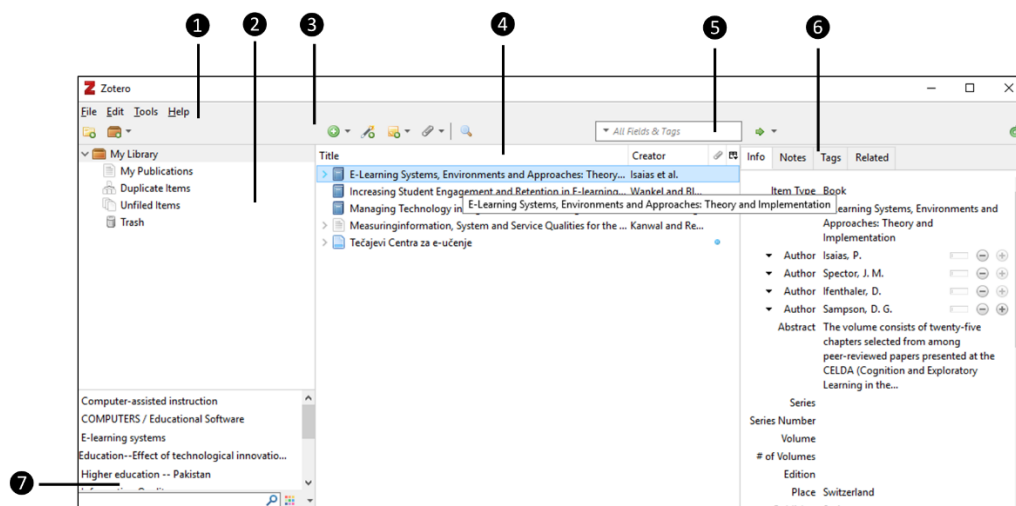 1 2 3 4 5 6
Zotero
File Edit Tools Help
All Fields & Tags
My Library
My Publications
Duplicate Items
Unfiled Items
Trash
Title Creator
E-Learning Systems, Environments and Approaches: Theory... Isaias et al.
Increasing Student Engagement and Retention in E-learning... Wankel and Bl...
Managing Technology in
E-Learning Systems, Environments and Approaches: Theory and Implementation
Measuringinformation, System and Service Qualities for the ... Kanwal and Re...
Tečajevi Centra za e-učenje
Info Notes Tags Related
Item Type Book
Learning Systems, Environments and
Approaches: Theory and
Implementation
Author Isaias, P.
Author Spector, J. M.
Author Ifenthaler, D.
Author Sampson, D. G.
Abstract The volume consists of twenty-five
chapters selected from among
peer-reviewed papers presented at the
CELDA (Cognition and Exploratory
Learning in the...
Series
Series Number
Volume
# of Volumes
Edition
Place Switzerland
Computer-assisted instruction
COMPUTERS / Educational Software
E-learning systems
Education--Effect of technological innovatio...
Higher education -- Pakistan
7